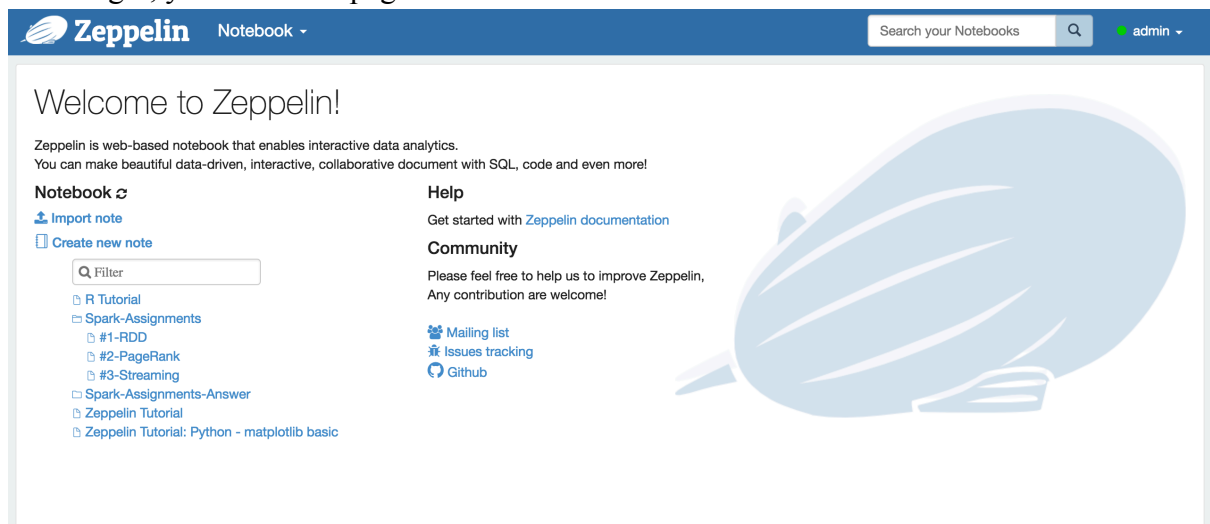 Zeppelin Notebook
Search your Notebooks
admin
Welcome to Zeppelin!
Zeppelin is web-based notebook that enables interactive data analytics.
You can make beautiful data-driven, interactive, collaborative document with SQL, code and even more!
Notebook
Import note
Create new note
Filter
R Tutorial
Spark-Assignments
#1-RDD
#2-PageRank
#3-Streaming
Spark-Assignments-Answer
Zeppelin Tutorial
Zeppelin Tutorial: Python - matplotlib basic
Help
Get started with Zeppelin documentation
Community
Please feel free to help us to improve Zeppelin,
Any contribution are welcome!
Mailing list
Issues tracking
Github